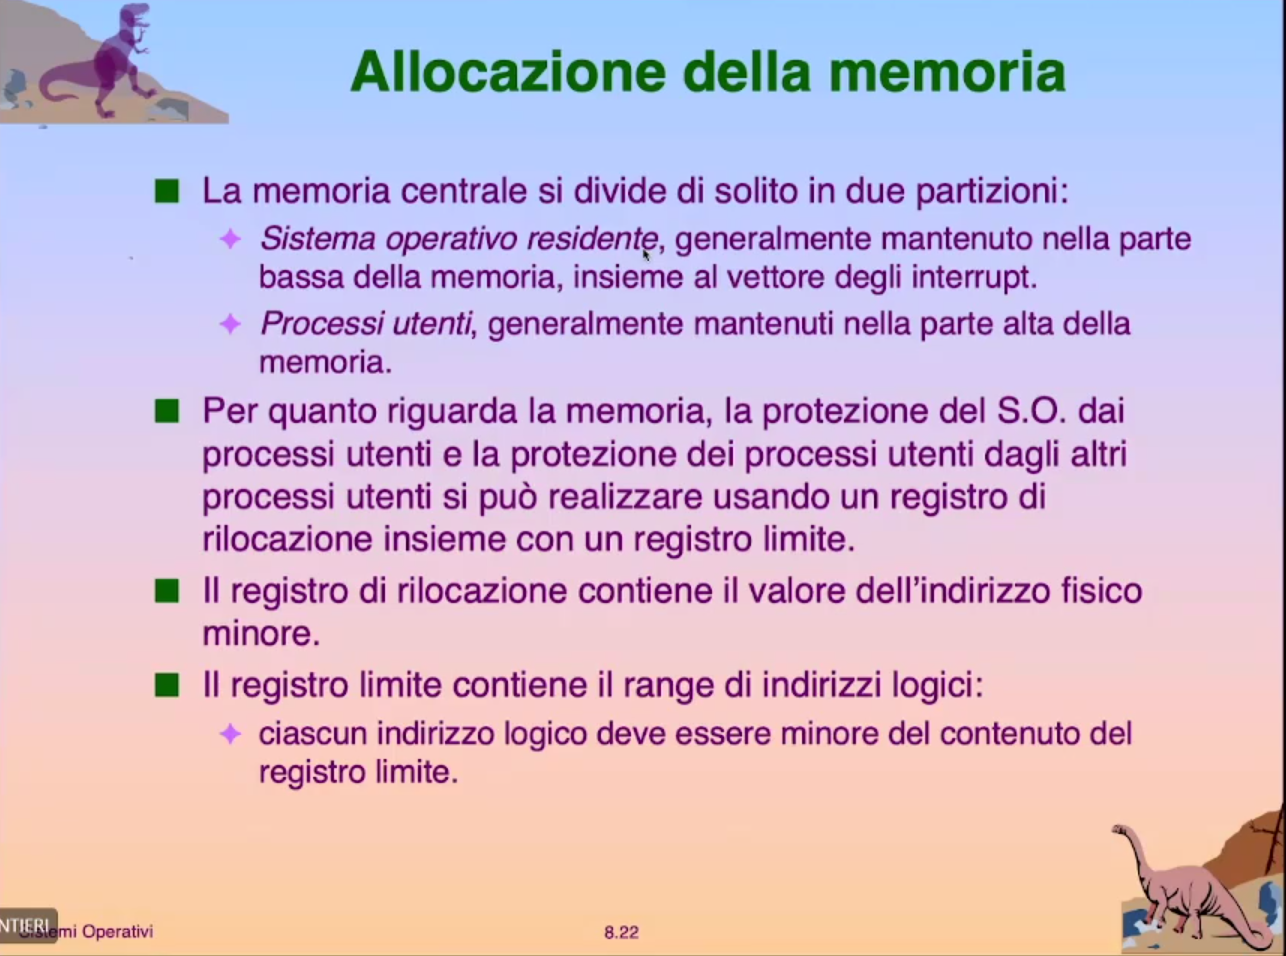 Allocazione della memoria
La memoria centrale si divide di solito in due partizioni:
Sistema operativo residente, generalmente mantenuto nella parte
bassa della memoria, insieme al vettore degli interrupt.
Processi utenti, generalmente mantenuti nella parte alta della
memoria.
Per quanto riguarda la memoria, la protezione del S.O. dai
processi utenti e la protezione dei processi utenti dagli altri
processi utenti si può realizzare usando un registro di
rilocazione insieme con un registro limite.
Il registro di rilocazione contiene il valore dell'indirizzo fisico
minore.
Il registro limite contiene il range di indirizzi logici:
ciascun indirizzo logico deve essere minore del contenuto del
registro limite.
NTIERI
Sistemi Operativi
8.22